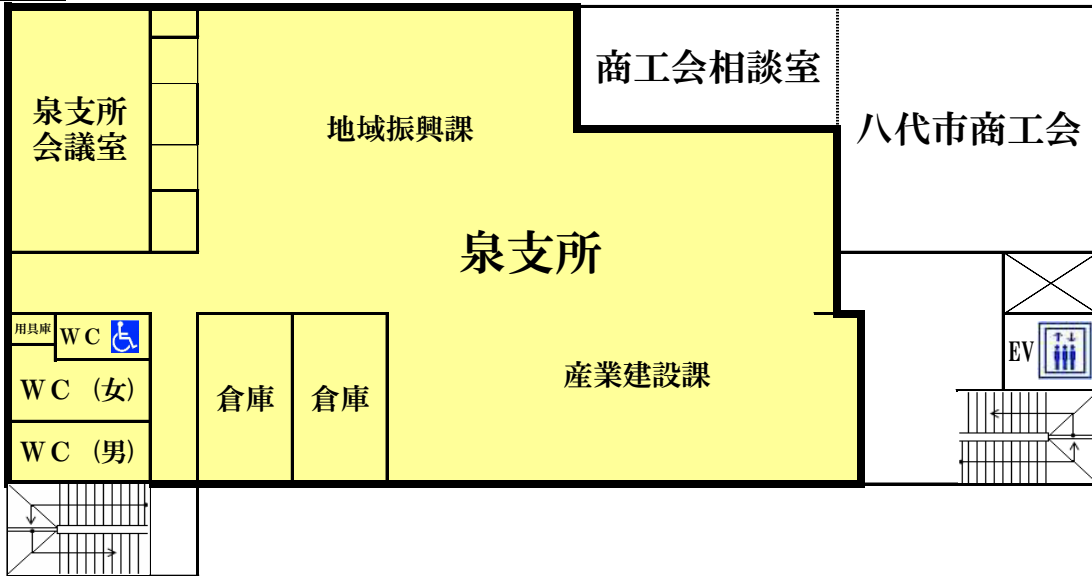 商工会相談室
泉支所
会議室
地域振興課
八代市商工会
泉支所
用具庫
ＷＣ
EV
ＷＣ (女)
倉庫
倉庫
産業建設課
ＷＣ (男)